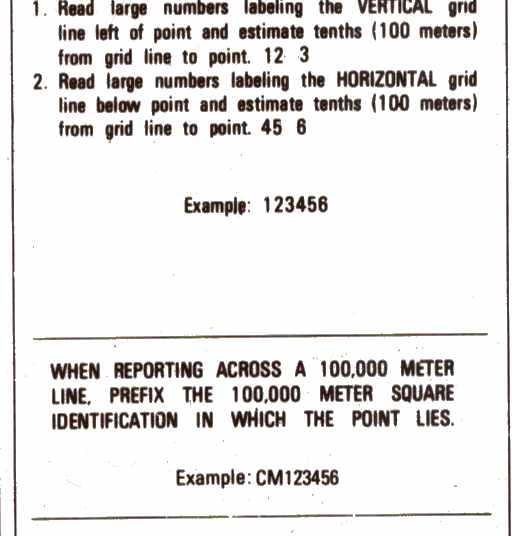 1. Read large numbers labeling the VERTICAL grid
line left of point and estimate tenths (100 meters)
from grid line to point. 12 3
2. Read large numbers labeling the HORIZONTAL grid
line below point and estimate tenths (100 meters)
from grid line to point. 45 6
Example: 123456
WHEN REPORTING ACROSS A 100,000 METER
LINE, PREFIX THE 100,000 METER SQUARE
IDENTIFICATION IN WHICH THE POINT LIES.
Example: CM123456